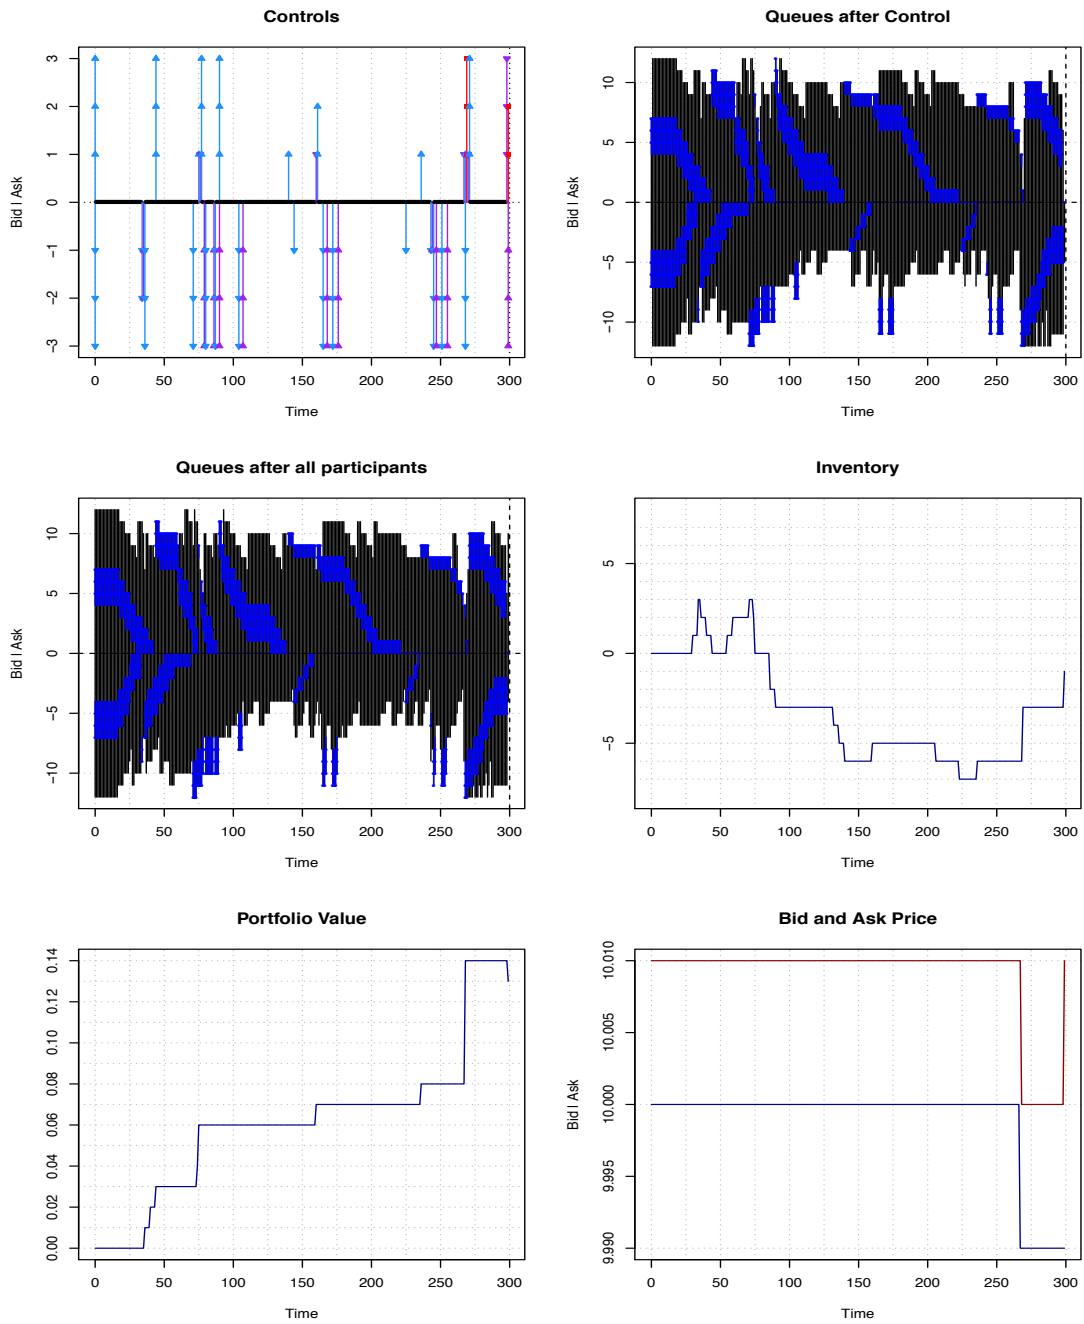 Controls
Bid | Ask
3
2
1
0
-1
-2
-3
0 50 100 150 200 250 300
Time
Queues after Control
Bid | Ask
10
5
0
-5
-10
0 50 100 150 200 250 300
Time
Queues after all participants
Bid | Ask
10
5
0
-5
-10
0 50 100 150 200 250 300
Time
Inventory
5
0
-5
0 50 100 150 200 250 300
Time
Portfolio Value
0.14
0.12
0.10
0.08
0.06
0.04
0.02
0.00
0 50 100 150 200 250 300
Time
Bid and Ask Price
Bid | Ask
10.010
10.005
10.000
9.995
9.990
0 50 100 150 200 250 300
Time